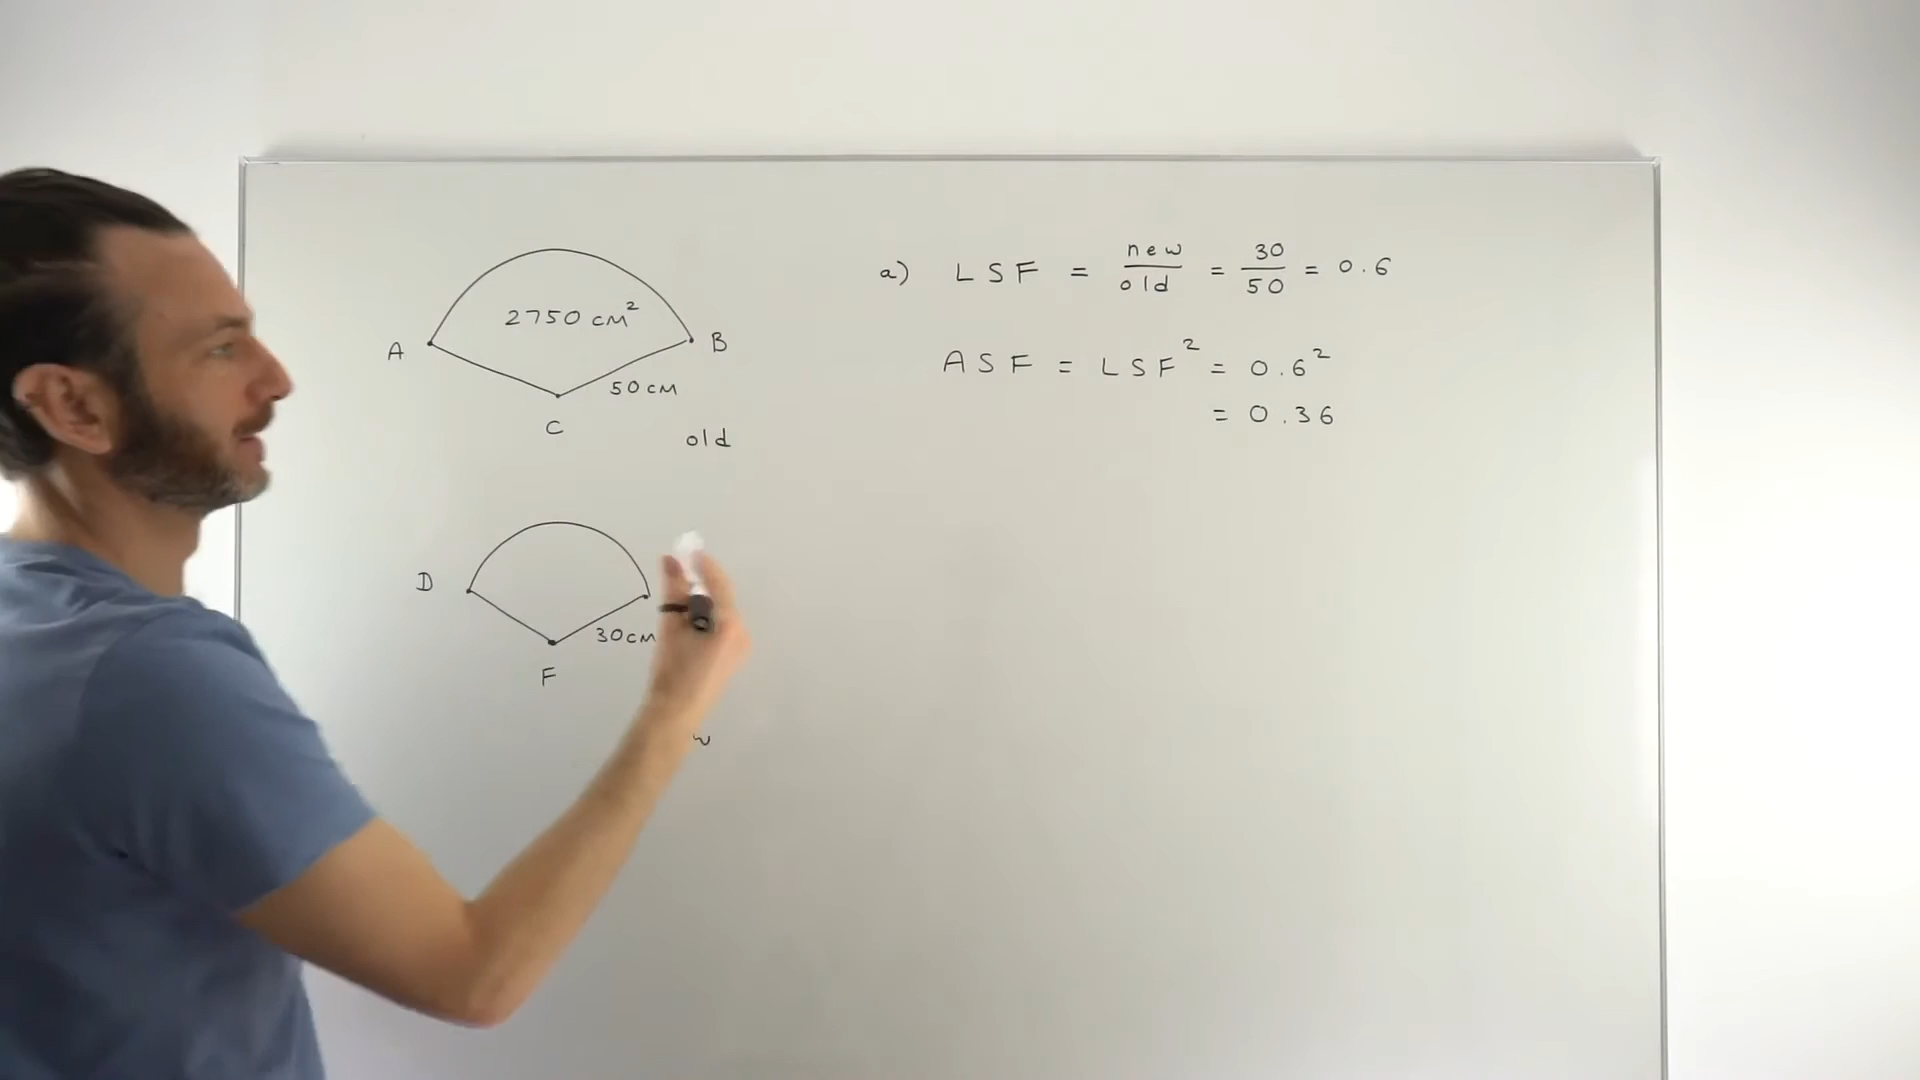 2750 cm²
A
B
50 cm
C
old
D
30 cm
F
a) LSF = new/old = 30/50 = 0.6
ASF = LSF² = 0.6²
= 0.36